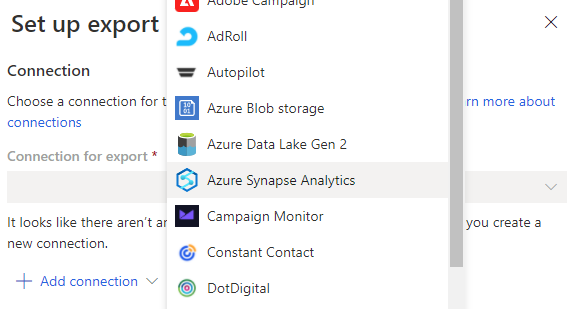 Set up export
Connection
Choose a connection for t
rn more about
connections
Connection for export *
It looks like there aren't ar
you create a
new connection.
Add connection
Adobe Campaign
AdRoll
Autopilot
Azure Blob storage
Azure Data Lake Gen 2
Azure Synapse Analytics
Campaign Monitor
Constant Contact
DotDigital